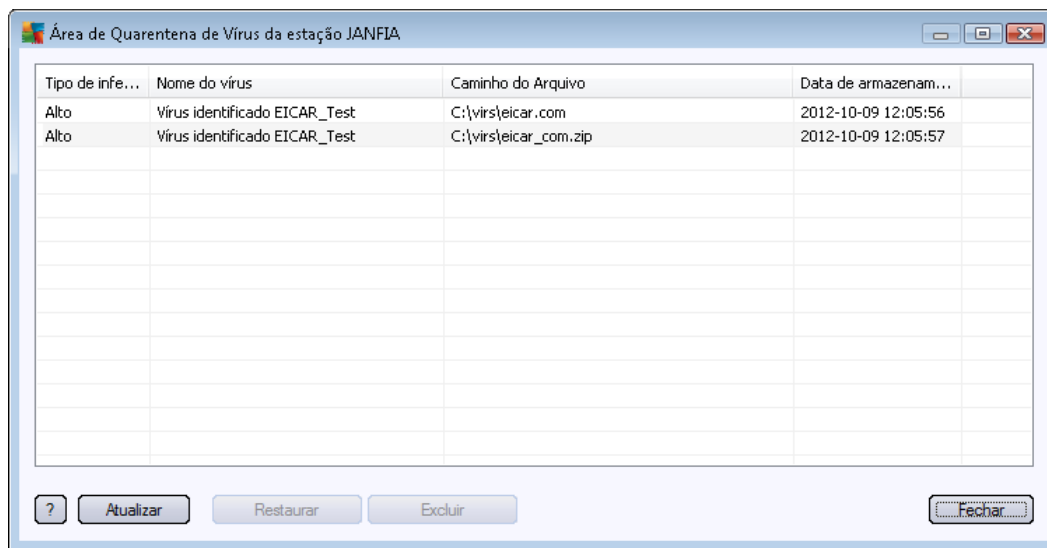 Área de Quarentena de Vírus da estação JANFIA
Tipo de infe... Nome do vírus Caminho do Arquivo Data de armazenam...
Alto Vírus identificado EICAR_Test C:\virs\eicar.com 2012-10-09 12:05:56
Alto Vírus identificado EICAR_Test C:\virs\eicar_com.zip 2012-10-09 12:05:57
? Atualizar Restaurar Excluir Fechar